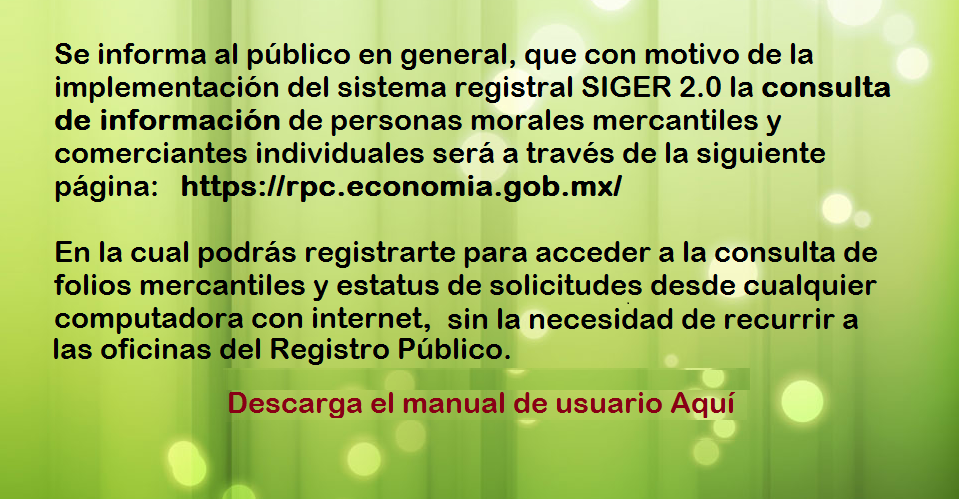 Se informa al público en general, que con motivo de la
implementación del sistema registral SIGER 2.0 la consulta
de información de personas morales mercantiles y
comerciantes individuales será a través de la siguiente
página: https://rpc.economia.gob.mx/
En la cual podrás registrarte para acceder a la consulta de
folios mercantiles y estatus de solicitudes desde cualquier
computadora con internet, sin la necesidad de recurrir a
las oficinas del Registro Público.
Descarga el manual de usuario Aquí